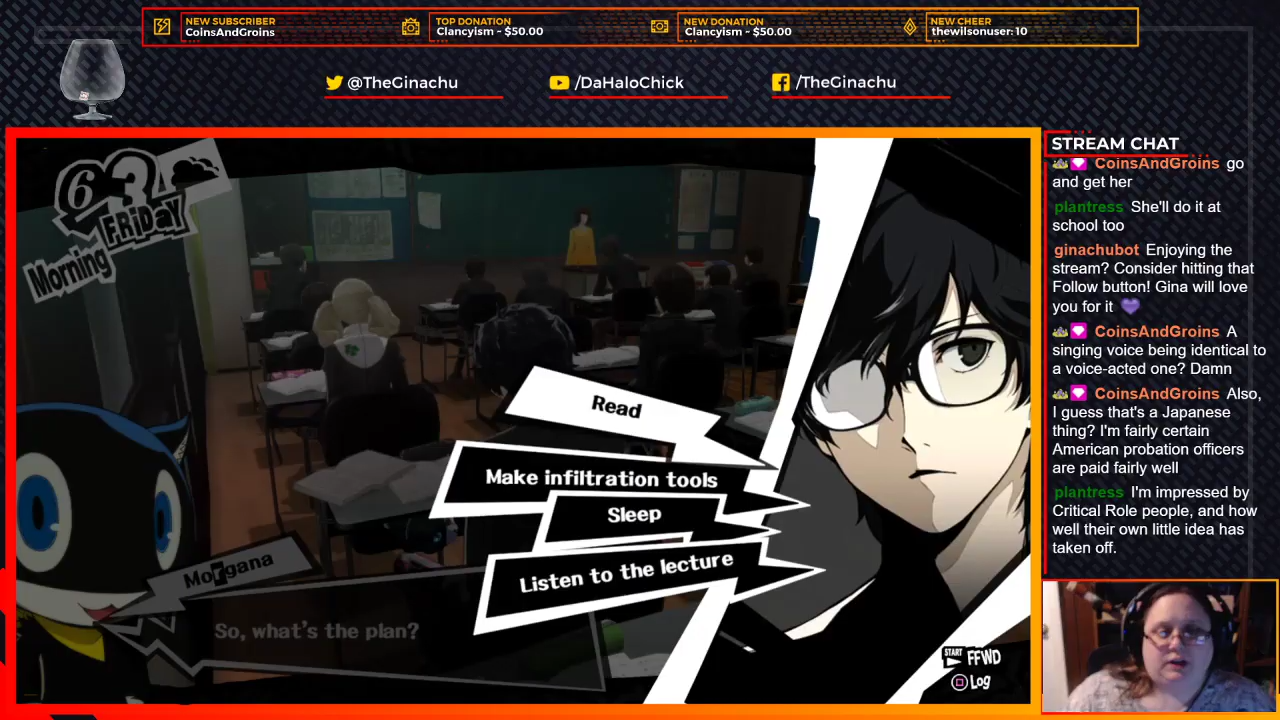 NEW SUBSCRIBER
CoinsAndGroins
TOP DONATION
Clancyism - $50.00
NEW DONATION
Clancyism - $50.00
NEW CHEER
thewilsonuser: 10
@TheGinachu
/DaHaloChick
/TheGinachu
6 3
FRiDaY
Morning
Read
Make infiltration tools
Sleep
Listen to the lecture
Morgana
So, what's the plan?
START
FFWD
Log
STREAM CHAT
CoinsAndGroins go
and get her
plantress She'll do it at
school too
ginachubot Enjoying the
stream? Consider hitting that
Follow button! Gina will love
you for it
CoinsAndGroins A
singing voice being identical to
a voice-acted one? Damn
CoinsAndGroins Also,
I guess that's a Japanese
thing? I'm fairly certain
American probation officers
are paid fairly well
plantress I'm impressed by
Critical Role people, and how
well their own little idea has
taken off.